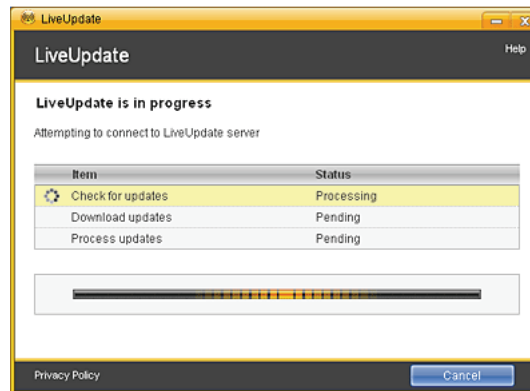 LiveUpdate
LiveUpdate
Help
LiveUpdate is in progress
Attempting to connect to LiveUpdate server
Item Status
Check for updates Processing
Download updates Pending
Process updates Pending
Privacy Policy Cancel